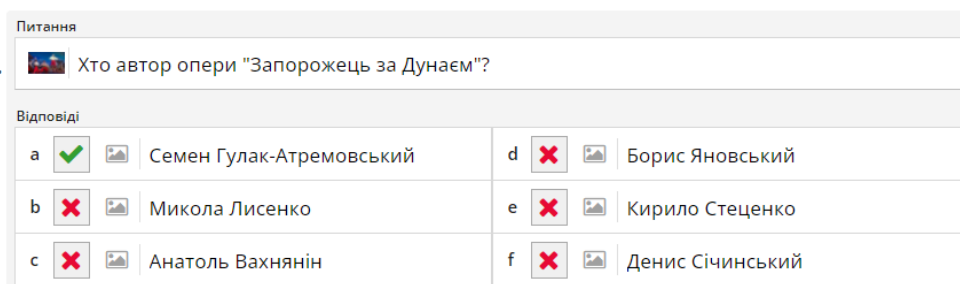 Питання
Хто автор опери "Запорожець за Дунаєм"?
Відповіді
a Семен Гулак-Атремовський
b Микола Лисенко
c Анатоль Вахнянін
d Борис Яновський
e Кирило Стеценко
f Денис Січинський